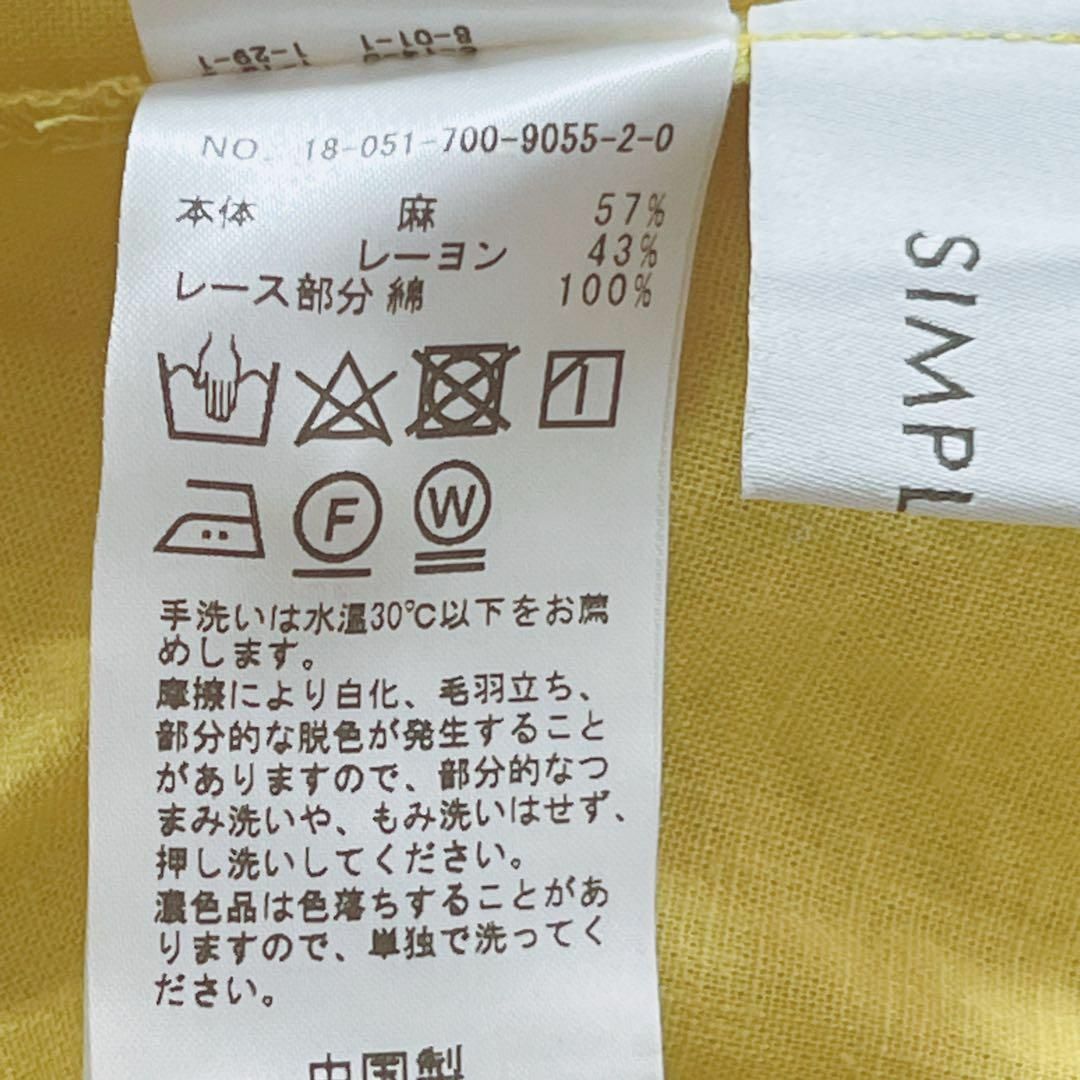 NO. 18-051-700-9055-2-0
本体 麻 57%
レーヨン 43%
レース部分 綿 100%
F W
手洗いは水温30℃以下をお薦
めします。
摩擦により白化、毛羽立ち、
部分的な脱色が発生すること
がありますので、部分的なつ
まみ洗いや、もみ洗いはせず、
押し洗いしてください。
濃色品は色落ちすることがあ
りますので、単独で洗ってく
ださい。
中国製
SIMPL